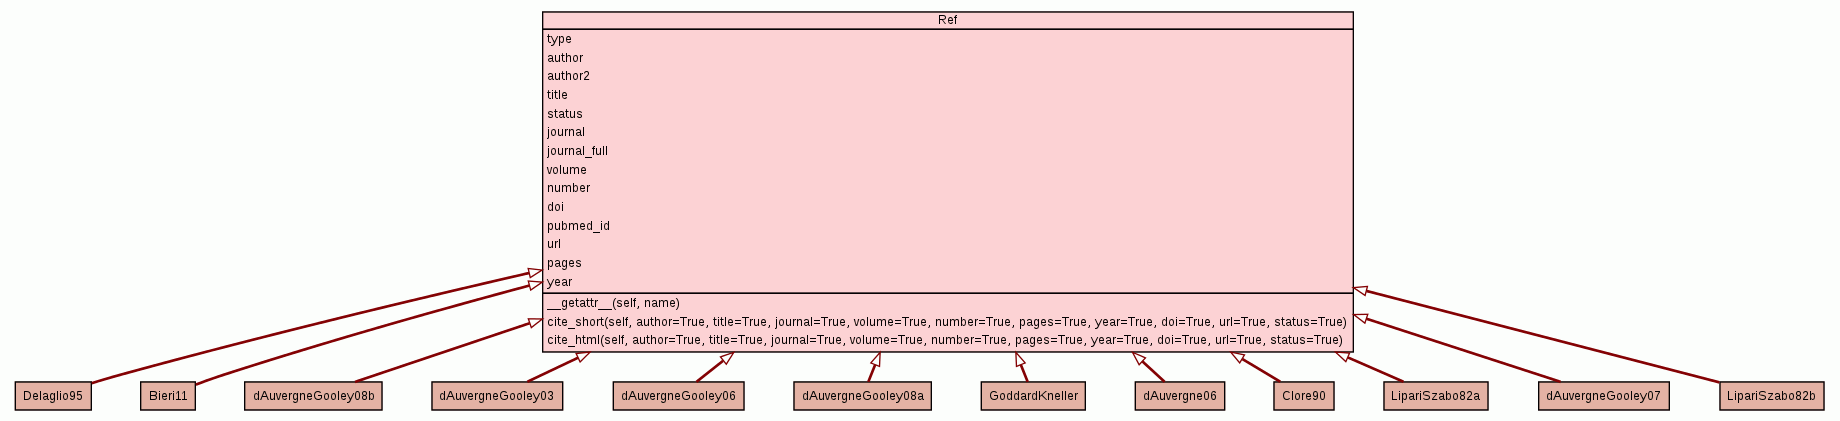 Ref
type
author
author2
title
status
journal
journal_full
volume
number
doi
pubmed_id
url
pages
year
__getattr__(self, name)
cite_short(self, author=True, title=True, journal=True, volume=True, number=True, pages=True, year=True, doi=True, url=True, status=True)
cite_html(self, author=True, title=True, journal=True, volume=True, number=True, pages=True, year=True, doi=True, url=True, status=True)
Delaglio95
Bieri11
dAuvergneGooley08b
dAuvergneGooley03
dAuvergneGooley06
dAuvergneGooley08a
GoddardKneller
dAuvergne06
Clore90
LipariSzabo82a
dAuvergneGooley07
LipariSzabo82b